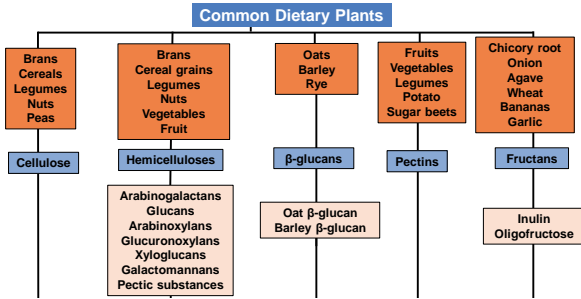 Common Dietary Plants
Brans
Cereals
Legumes
Nuts
Peas
Brans
Cereal grains
Legumes
Nuts
Vegetables
Fruit
Oats
Barley
Rye
Fruits
Vegetables
Legumes
Potato
Sugar beets
Chicory root
Onion
Agave
Wheat
Bananas
Garlic
Cellulose
Hemicelluloses
β-glucans
Pectins
Fructans
Arabinogalactans
Glucans
Arabinoxylans
Glucuronoxylans
Xyloglucans
Galactomannans
Pectic substances
Oat β-glucan
Barley β-glucan
Inulin
Oligofructose